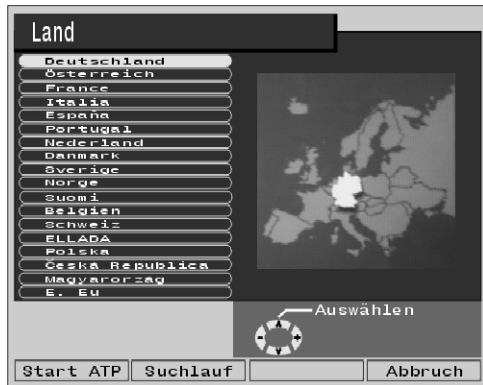 Land
Deutschland
Österreich
France
Italia
España
Portugal
Nederland
Danmark
Sverige
Norge
Suomi
Belgien
Schweiz
ELLADA
Polska
Česka Republica
Magyarorzag
E. Eu
Auswählen
Start ATP Suchlauf Abbruch